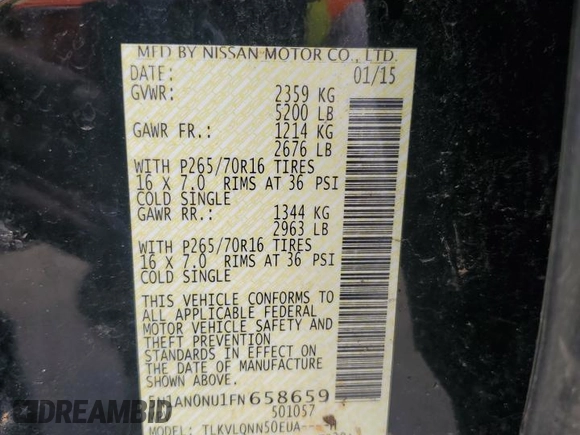 MFD BY NISSAN MOTOR CO., LTD.
DATE: 01/15
GVWR: 2359 KG
5200 LB
GAWR FR.: 1214 KG
2676 LB
WITH P265/70R16 TIRES
16 X 7.0 RIMS AT 36 PSI
COLD SINGLE
GAWR RR.: 1344 KG
2963 LB
WITH P265/70R16 TIRES
16 X 7.0 RIMS AT 36 PSI
COLD SINGLE
THIS VEHICLE CONFORMS TO
ALL APPLICABLE FEDERAL
MOTOR VEHICLE SAFETY AND
THEFT PREVENTION
STANDARDS IN EFFECT ON
THE DATE OF MANUFACTURE
SHOWN ABOVE.
5N1AN0NU1FN658659
501057
MODEL: TLKVLQNN50EUA--
DREAMBID